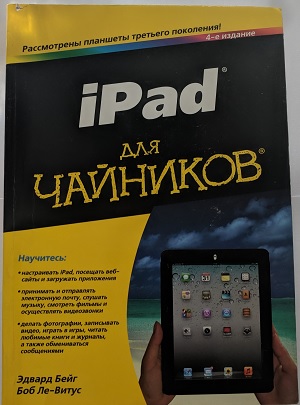 Рассмотрены планшеты третьего поколения!
4-е издание
iPad®
для
ЧАЙНИКОВ®
Научитесь:
• настраивать iPad, посещать веб-
сайты и загружать приложения
• принимать и отправлять
электронную почту, слушать
музыку, смотреть фильмы и
осуществлять видеозвонки
• делать фотографии, записывать
видео, играть в игры, читать
любимые книги и журналы,
а также обмениваться
сообщениями
Эдвард Бейг
Боб Ле-Витус